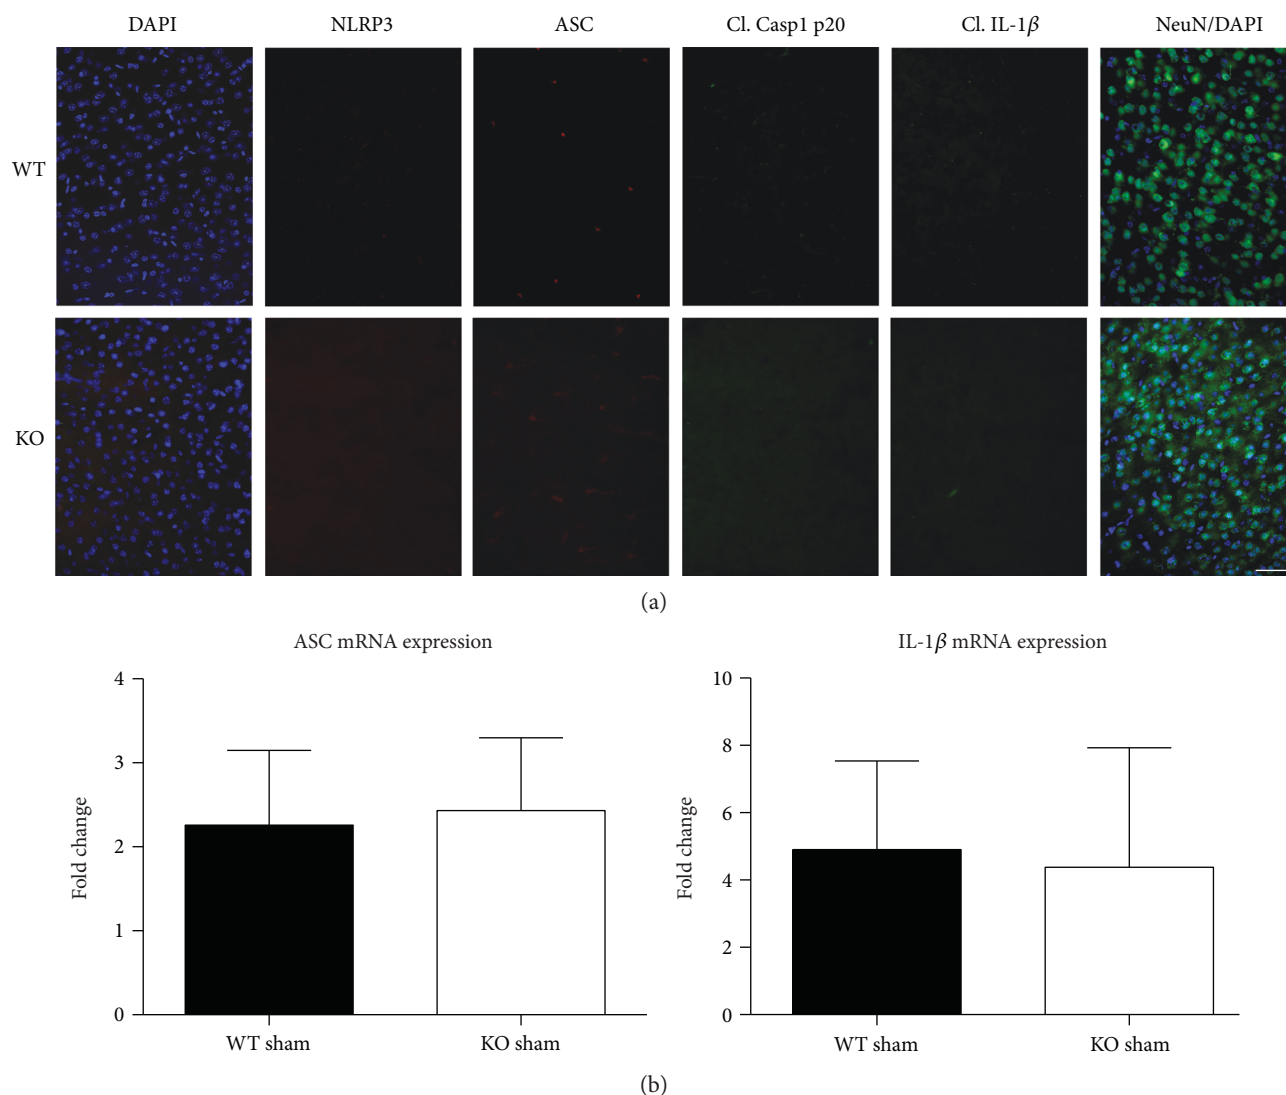 DAPI NLRP3 ASC Cl. Casp1 p20 Cl. IL-1β NeuN/DAPI
WT
KO
(a)
ASC mRNA expression
4
3
2
1
0
Fold change
WT sham KO sham
IL-1β mRNA expression
10
8
6
4
2
0
Fold change
WT sham KO sham
(b)